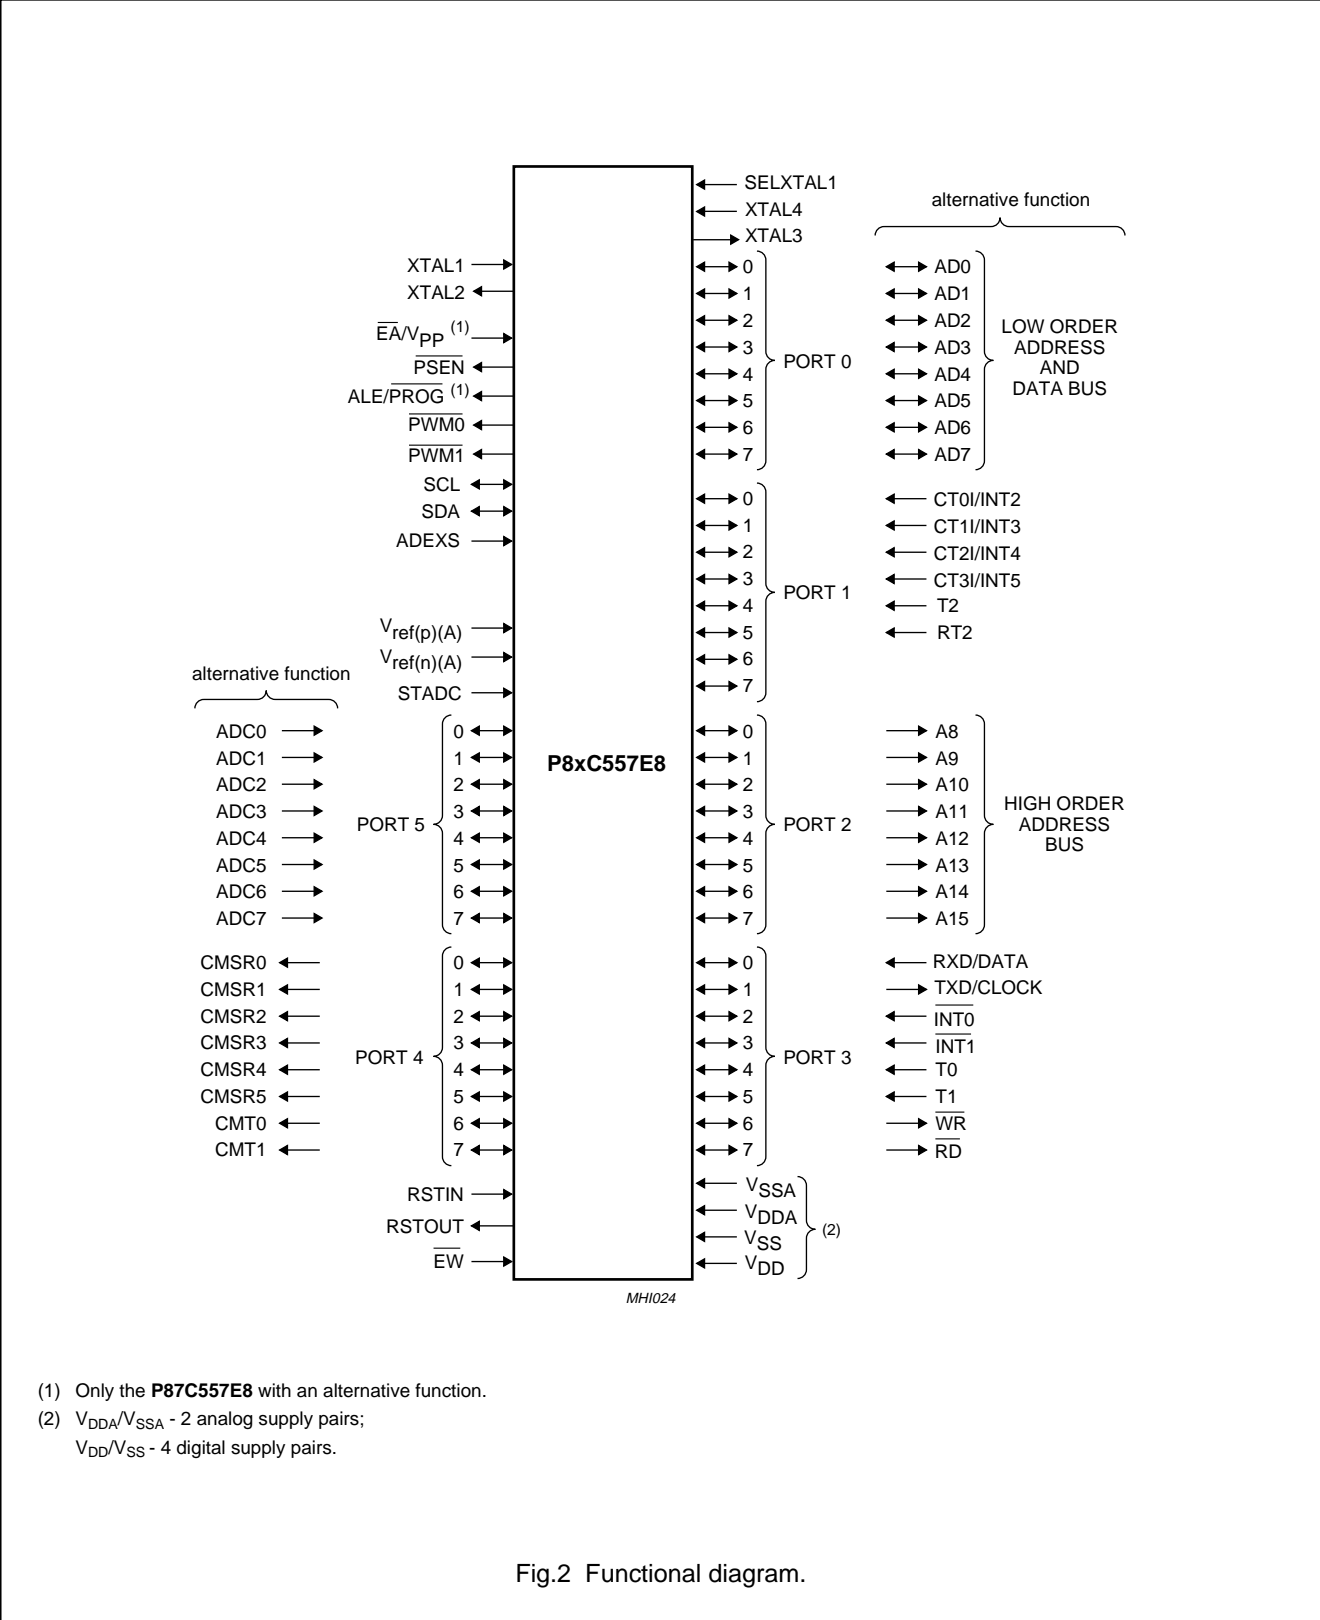 SELXTAL1
XTAL4
XTAL3
alternative function
XTAL1
XTAL2
EA/VPP (1)
PSEN
ALE/PROG (1)
PWM0
PWM1
SCL
SDA
ADEXS
Vref(p)(A)
Vref(n)(A)
STADC
0
1
2
3
4
5
6
7
PORT 0
AD0
AD1
AD2
AD3
AD4
AD5
AD6
AD7
LOW ORDER
ADDRESS
AND
DATA BUS
0
1
2
3
4
5
6
7
PORT 1
CT0I/INT2
CT1I/INT3
CT2I/INT4
CT3I/INT5
T2
RT2
alternative function
ADC0
ADC1
ADC2
ADC3
ADC4
ADC5
ADC6
ADC7
PORT 5
0
1
2
3
4
5
6
7
P8xC557E8
0
1
2
3
4
5
6
7
PORT 2
A8
A9
A10
A11
A12
A13
A14
A15
HIGH ORDER
ADDRESS
BUS
CMSR0
CMSR1
CMSR2
CMSR3
CMSR4
CMSR5
CMT0
CMT1
PORT 4
0
1
2
3
4
5
6
7
0
1
2
3
4
5
6
7
PORT 3
RXD/DATA
TXD/CLOCK
INT0
INT1
T0
T1
WR
RD
RSTIN
RSTOUT
EW
VSSA
VDDA
VSS
VDD
(2)
MHI024
(1) Only the P87C557E8 with an alternative function.
(2) VDDA/VSSA - 2 analog supply pairs;
VDD/VSS - 4 digital supply pairs.
Fig.2 Functional diagram.